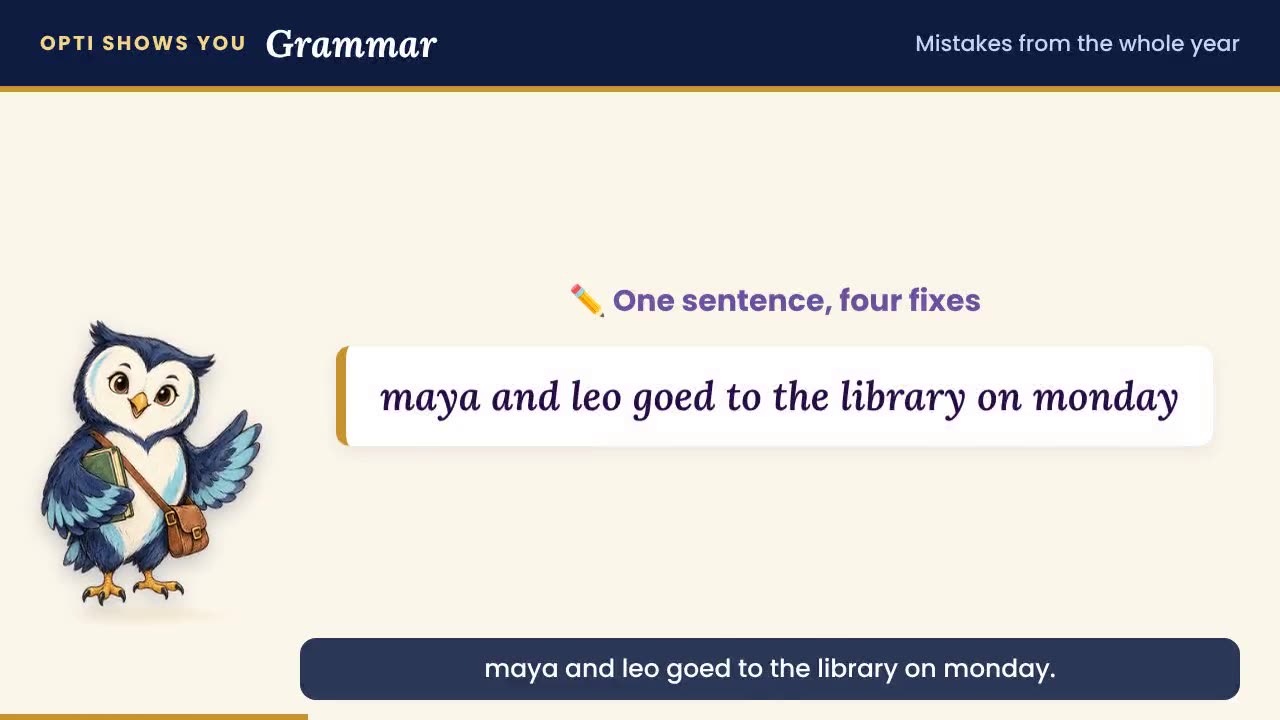 OPTI SHOWS YOU Grammar
Mistakes from the whole year
✏️ One sentence, four fixes
maya and leo goed to the library on monday
maya and leo goed to the library on monday.